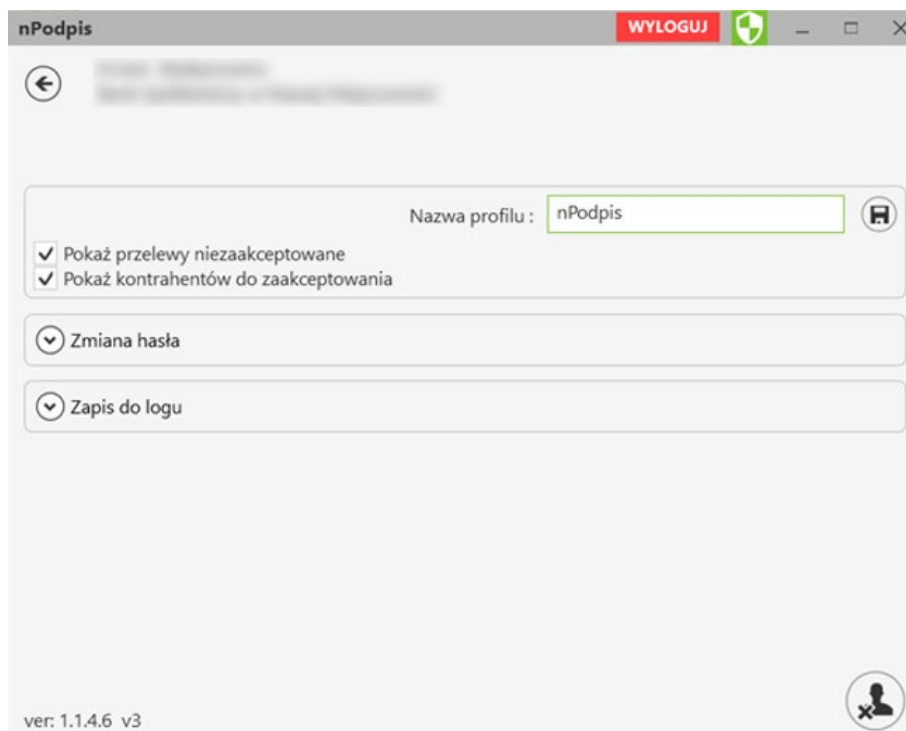 nPodpis WYLOGUJ
Nazwa profilu : nPodpis
Pokaż przelewy niezaakceptowane
Pokaż kontrahentów do zaakceptowania
Zmiana hasła
Zapis do logu
ver: 1.1.4.6 v3